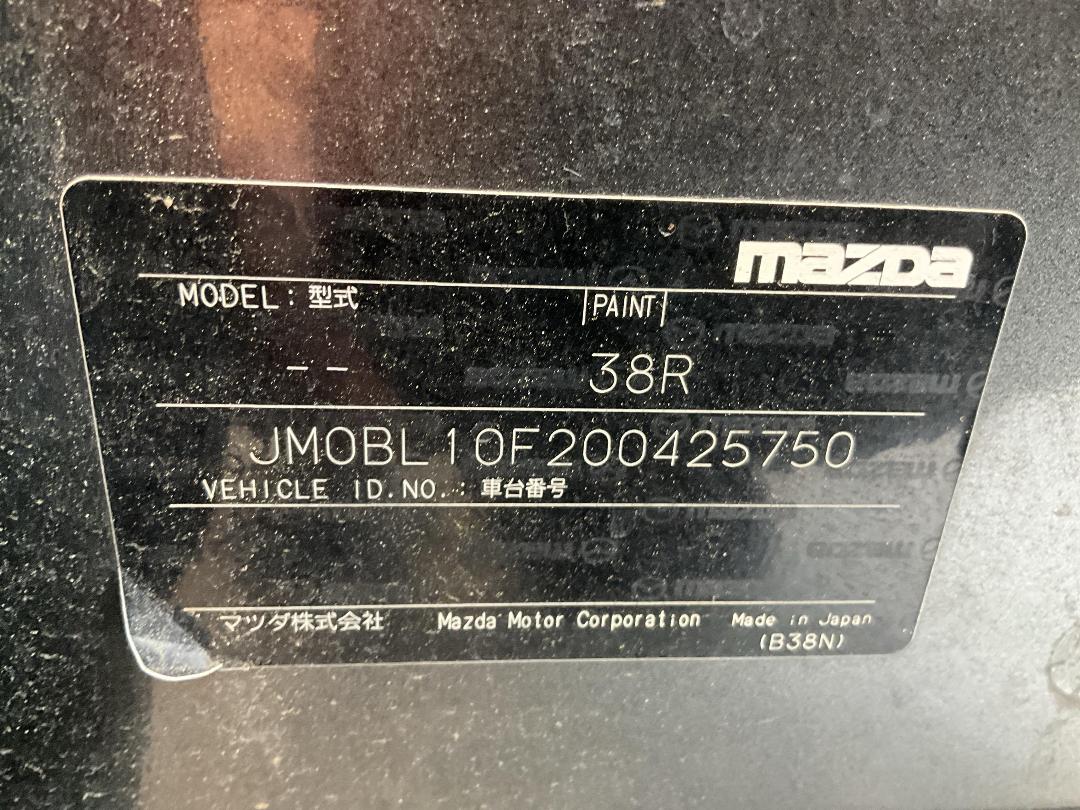 mazda
MODEL : 型式 PAINT
-- 38R
JM0BL10F200425750
VEHICLE ID.NO. : 車台番号
マツダ株式会社 Mazda Motor Corporation Made in Japan
(B38N)